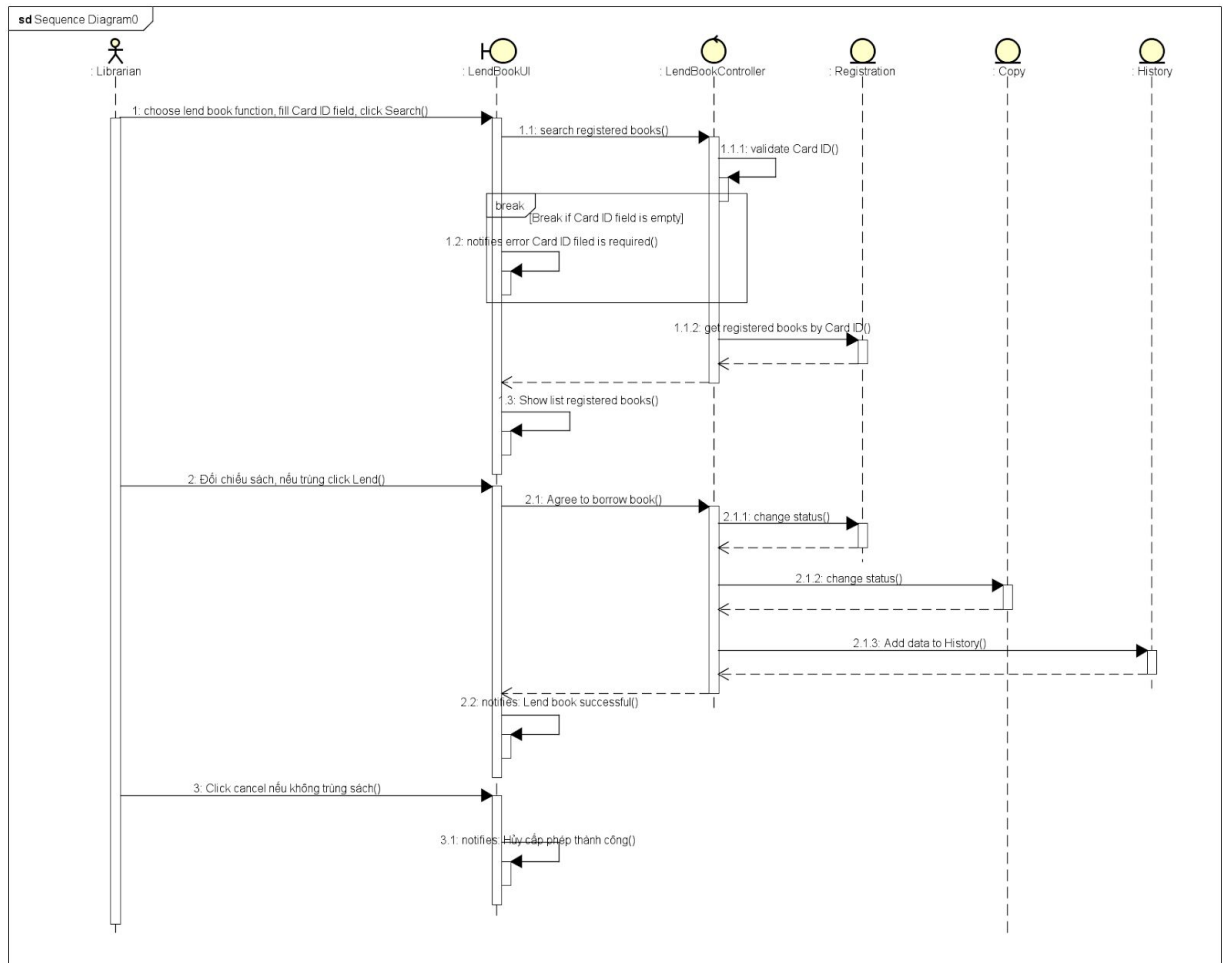 sd Sequence Diagram0
: Librarian
: LendBookUI
: LendBookController
: Registration
: Copy
: History
1: choose lend book function, fill Card ID field, click Search()
1.1: search registered books()
1.1.1: validate Card ID()
break
[Break if Card ID field is empty]
1.2: notifies error Card ID filed is required()
1.1.2: get registered books by Card ID()
1.3: Show list registered books()
2: Đối chiếu sách, nếu trùng click Lend()
2.1: Agree to borrow book()
2.1.1: change status()
2.1.2: change status()
2.1.3: Add data to History()
2.2: notifies: Lend book successful()
3: Click cancel nếu không trùng sách()
3.1: notifies: Hủy cấp phép thành công()